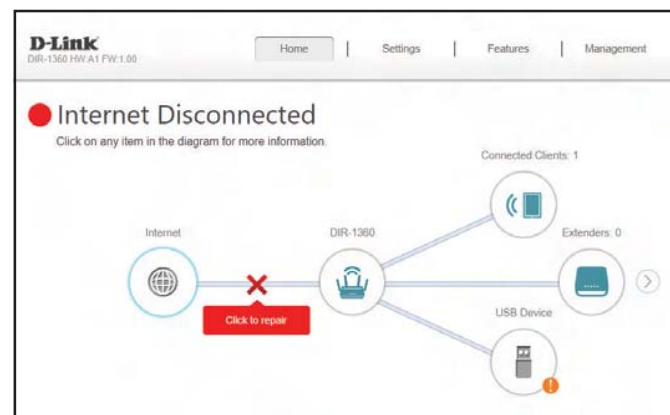 D-Link
DIR-1360 HW:A1 FW:1.00
Home | Settings | Features | Management
Internet Disconnected
Click on any item in the diagram for more information.
Connected Clients: 1
Internet
DIR-1360
Extenders: 0
Click to repair
USB Device